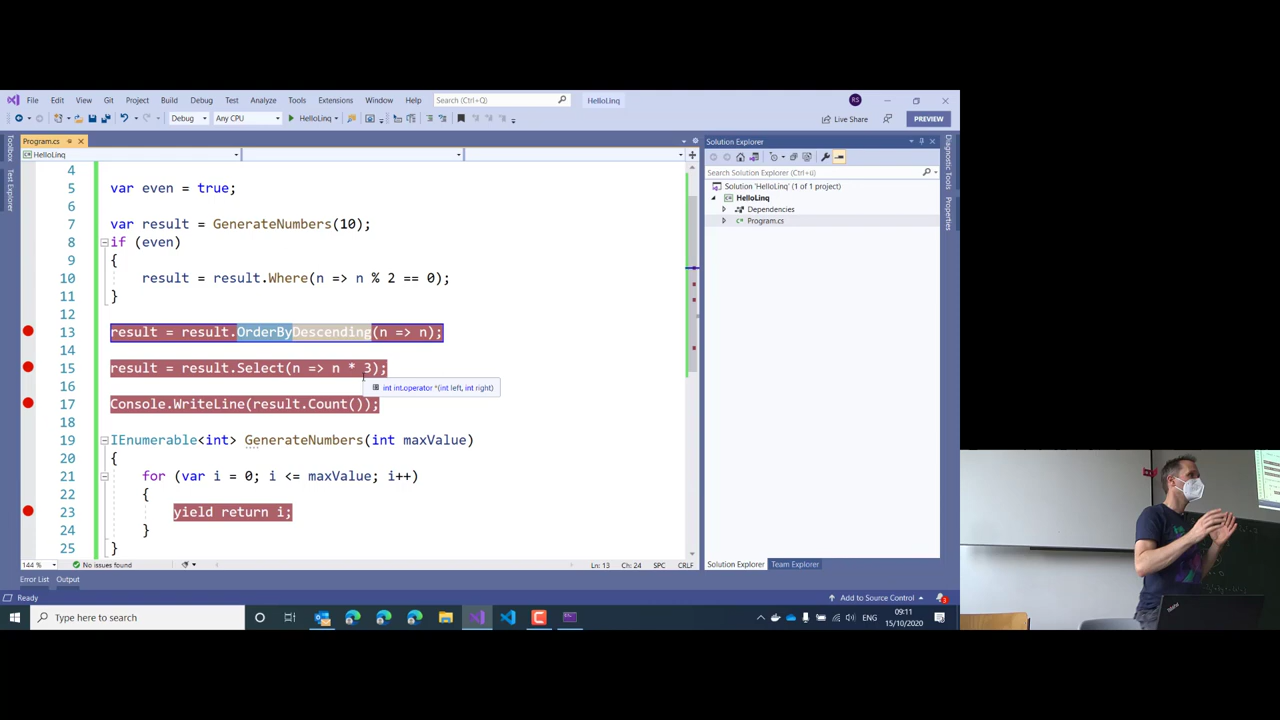 File Edit View Git Project Build Debug Test Analyze Tools Extensions Window Help Search (Ctrl+Q) HelloLinq RS
Debug Any CPU HelloLinq Live Share PREVIEW
Toolbox
Test Explorer
Program.cs
HelloLinq
4
5 var even = true;
6
7 var result = GenerateNumbers(10);
8 if (even)
9 {
10 result = result.Where(n => n % 2 == 0);
11 }
12
13 result = result.OrderByDescending(n => n);
14
15 result = result.Select(n => n * 3);
16 int int.operator *(int left, int right)
17 Console.WriteLine(result.Count());
18
19 IEnumerable<int> GenerateNumbers(int maxValue)
20 {
21 for (var i = 0; i <= maxValue; i++)
22 {
23 yield return i;
24 }
25 }
144 % No issues found Ln: 13 Ch: 24 SPC CRLF
Solution Explorer
Search Solution Explorer (Ctrl+ü)
Solution 'HelloLinq' (1 of 1 project)
HelloLinq
Dependencies
Program.cs
Solution Explorer Team Explorer
Diagnostic Tools
Properties
Error List Output
Ready Add to Source Control
Type here to search ENG 09:11
15/10/2020